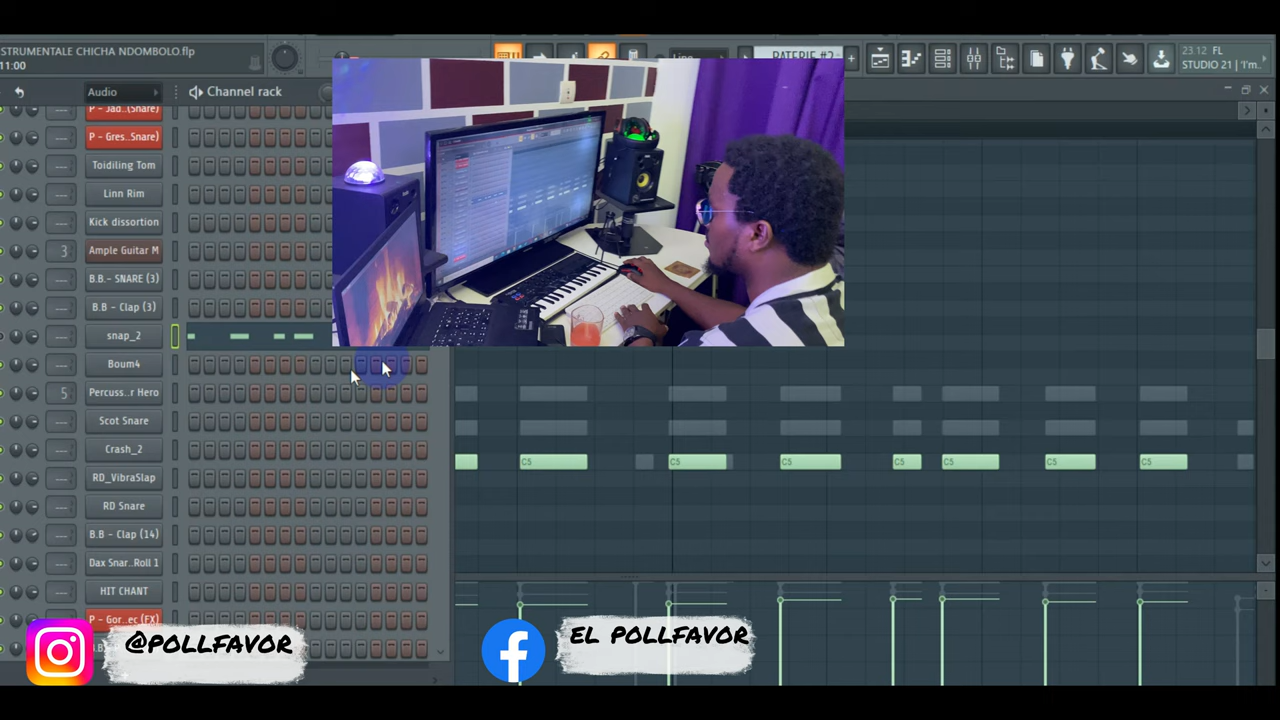 STRUMENTALE CHICHA NDOMBOLO.flp
11:00
Line
PATERIE #2
23.12 FL
STUDIO 21 | 'I'm
Audio
Channel rack
P - Jad..(Snare)
P - Gres..Snare)
Toidiling Tom
Linn Rim
Kick distortion
3 Ample Guitar M
B.B.- SNARE (3)
B.B - Clap (3)
snap_2
Boum4
5 Percuss..r Hero
Scot Snare
Crash_2
RD_VibraSlap
RD Snare
B.B - Clap (14)
Dax Snar..Roll 1
HIT CHANT
P - Gor..ec (FX)
C5 C5 C5 C5 C5 C5 C5
@POLLFAVOR
EL POLLFAVOR